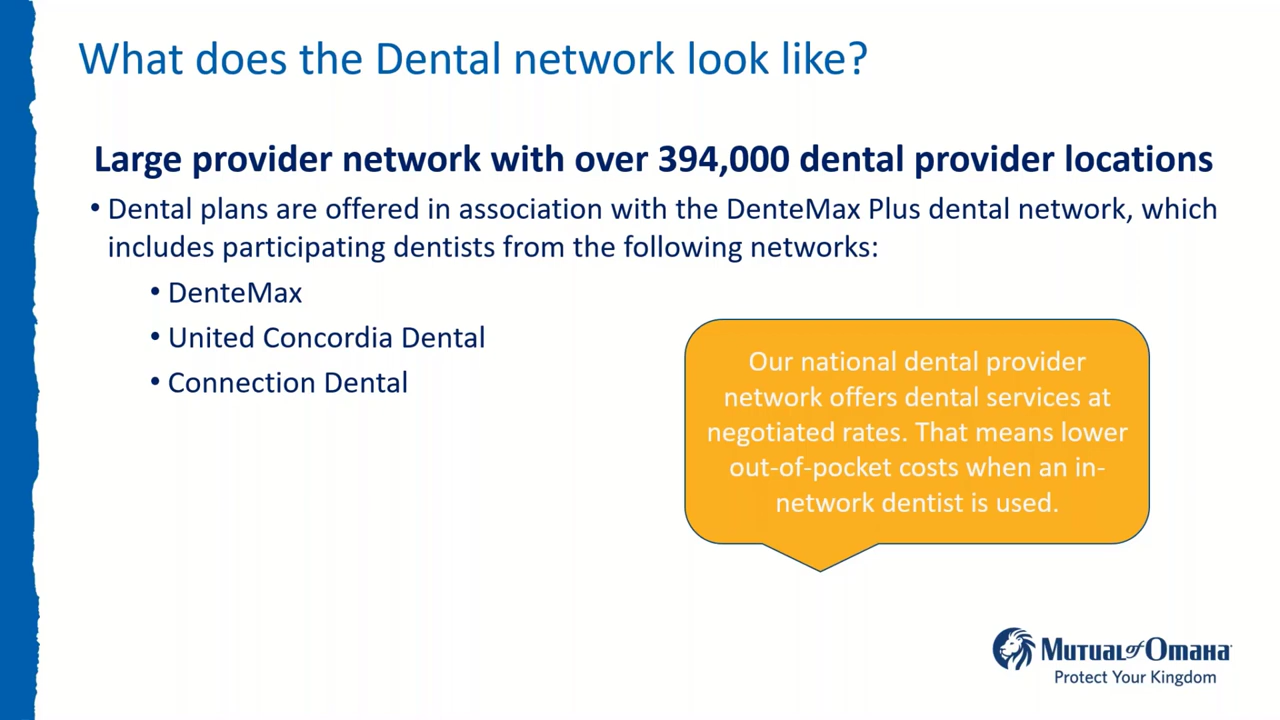 What does the Dental network look like?
Large provider network with over 394,000 dental provider locations
• Dental plans are offered in association with the DenteMax Plus dental network, which
includes participating dentists from the following networks:
• DenteMax
• United Concordia Dental
• Connection Dental
Our national dental provider
network offers dental services at
negotiated rates. That means lower
out-of-pocket costs when an in-
network dentist is used.
Mutual of Omaha
Protect Your Kingdom